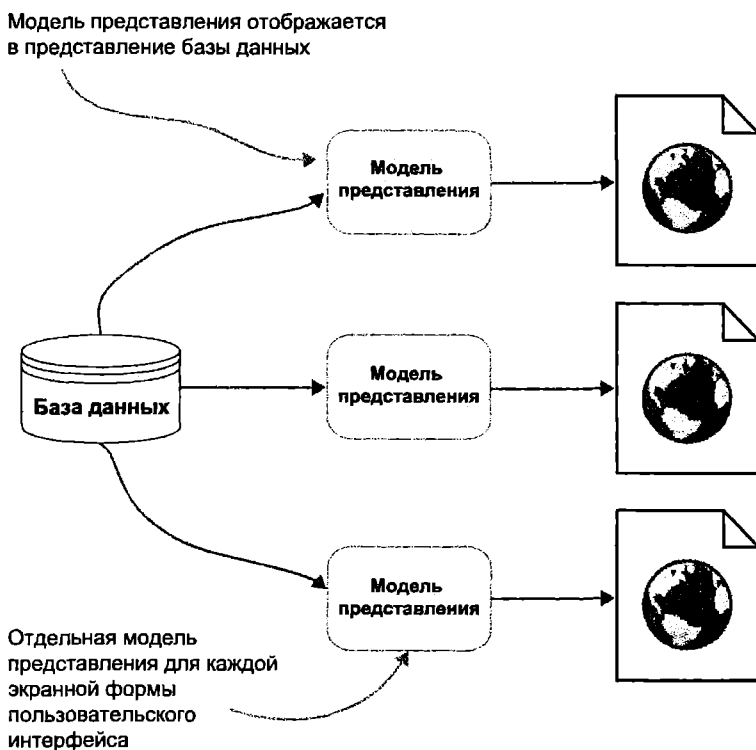 Модель представления отображается
в представление базы данных
Модель
представления
Модель
представления
База данных
Модель
представления
Отдельная модель
представления для каждой
экранной формы
пользовательского
интерфейса